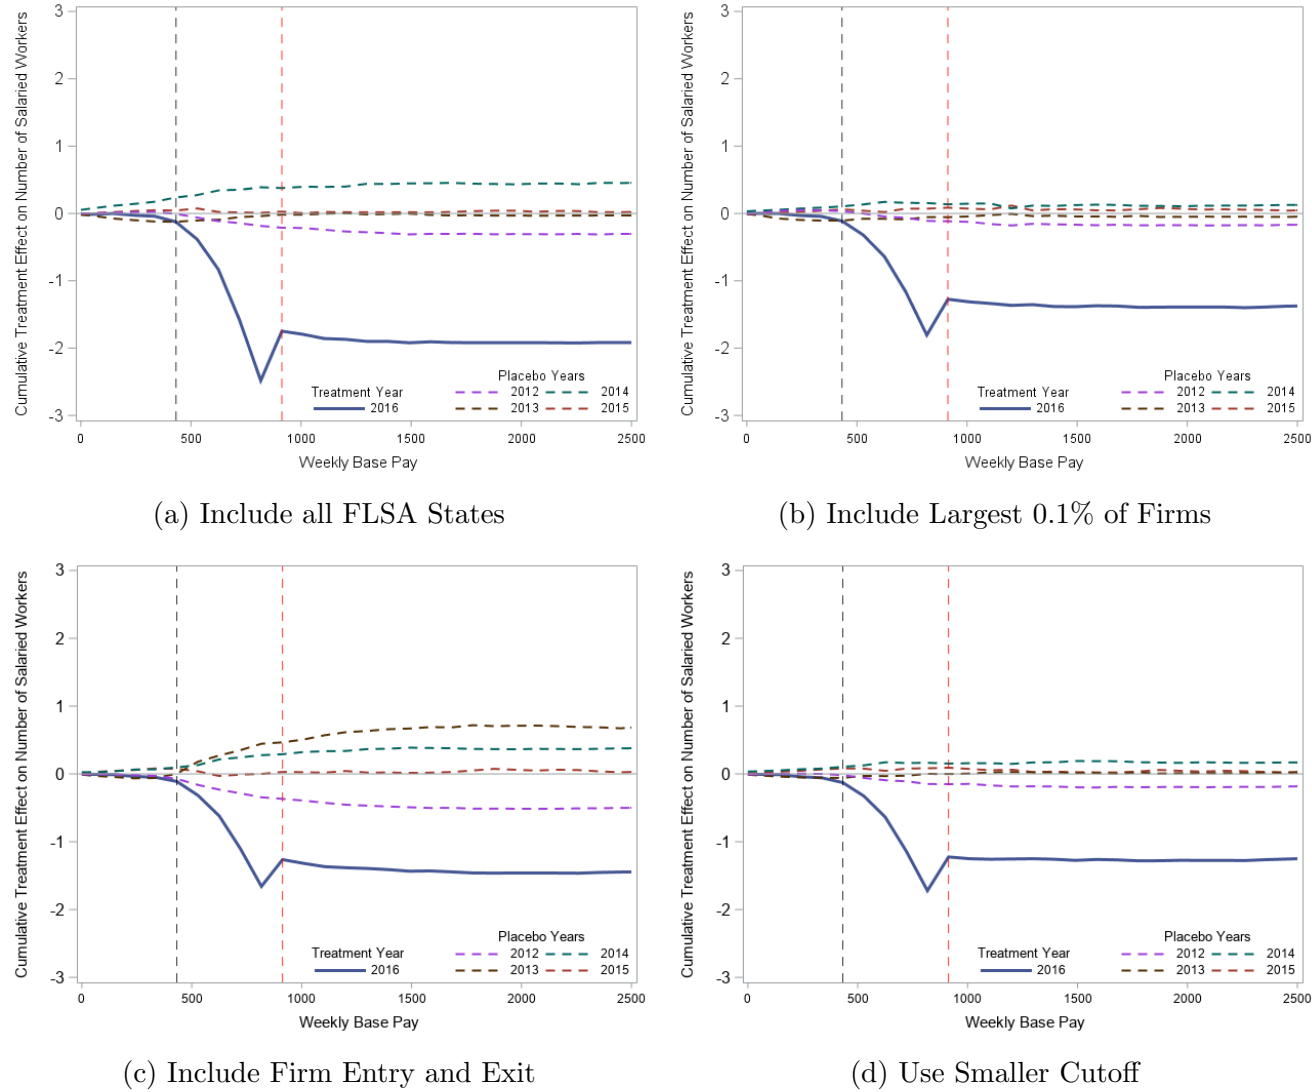 Cumulative Treatment Effect on Number of Salaried Workers
3
2
1
0
-1
-2
-3
Treatment Year
2016
Placebo Years
2012 2014
2013 2015
0 500 1000 1500 2000 2500
Weekly Base Pay
(a) Include all FLSA States
Cumulative Treatment Effect on Number of Salaried Workers
3
2
1
0
-1
-2
-3
Treatment Year
2016
Placebo Years
2012 2014
2013 2015
0 500 1000 1500 2000 2500
Weekly Base Pay
(b) Include Largest 0.1% of Firms
Cumulative Treatment Effect on Number of Salaried Workers
3
2
1
0
-1
-2
-3
Treatment Year
2016
Placebo Years
2012 2014
2013 2015
0 500 1000 1500 2000 2500
Weekly Base Pay
(c) Include Firm Entry and Exit
Cumulative Treatment Effect on Number of Salaried Workers
3
2
1
0
-1
-2
-3
Treatment Year
2016
Placebo Years
2012 2014
2013 2015
0 500 1000 1500 2000 2500
Weekly Base Pay
(d) Use Smaller Cutoff